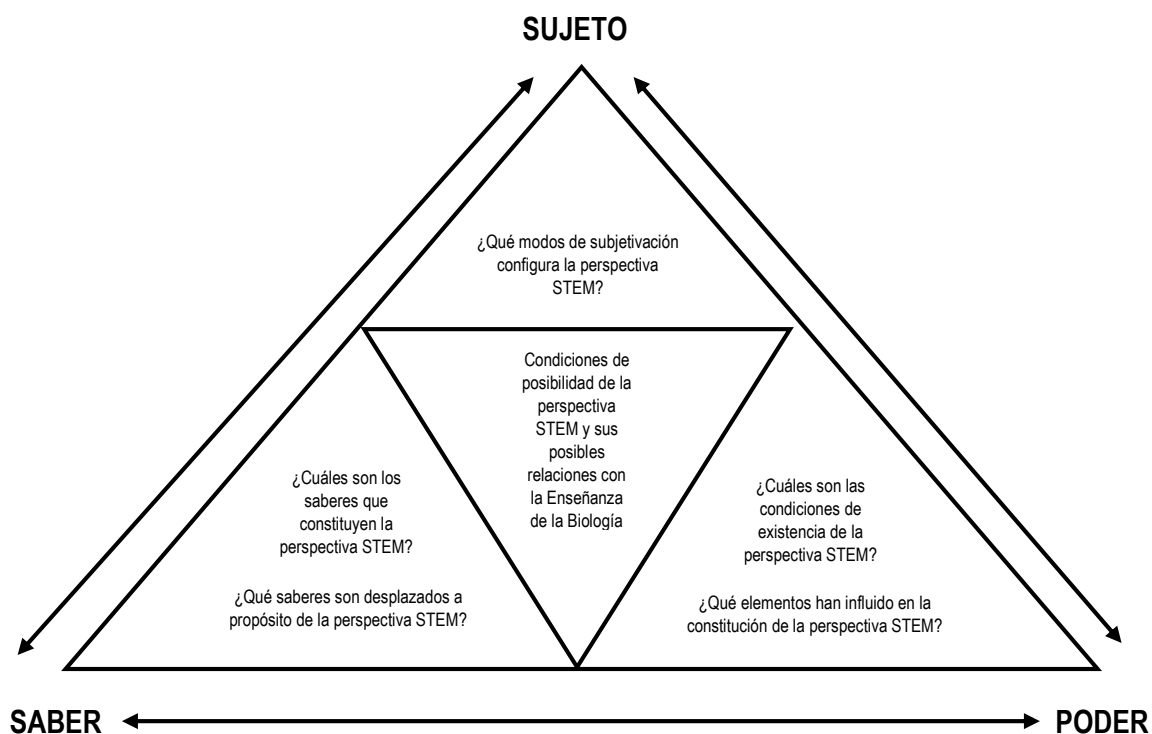 SUJETO
¿Qué modos de subjetivación
configura la perspectiva
STEM?
Condiciones de
posibilidad de la
perspectiva
STEM y sus
posibles
relaciones con
la Enseñanza
de la Biología
¿Cuáles son los
saberes que
constituyen la
perspectiva STEM?
¿Qué saberes son desplazados a
propósito de la perspectiva STEM?
¿Cuáles son las
condiciones de
existencia de la
perspectiva STEM?
¿Qué elementos han influido en la
constitución de la perspectiva STEM?
SABER
PODER